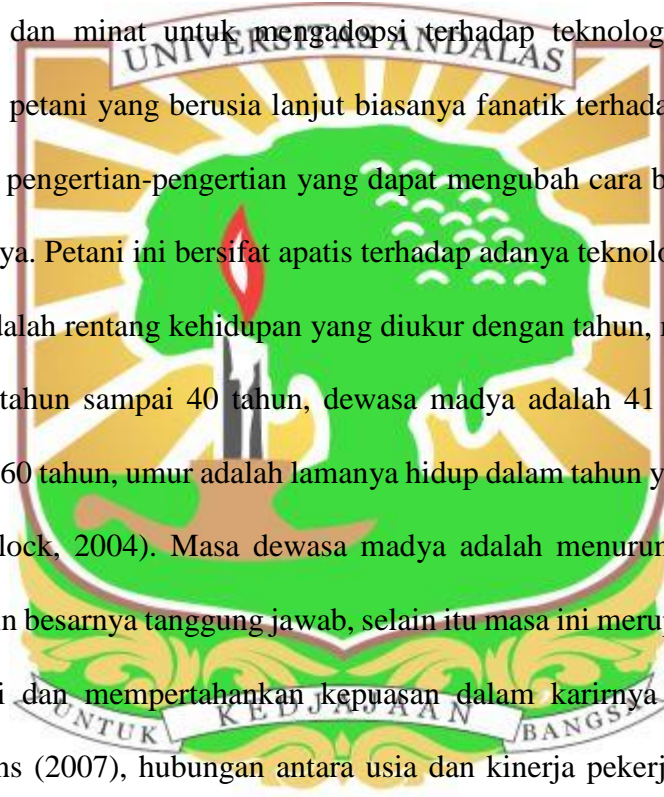 dan minat untuk mengadopsi terhadap teknolog
UNIVERSITAS ANDALAS
petani yang berusia lanjut biasanya fanatik terhada
pengertian-pengertian yang dapat mengubah cara b
ya. Petani ini bersifat apatis terhadap adanya teknolo
dalah rentang kehidupan yang diukur dengan tahun,
tahun sampai 40 tahun, dewasa madya adalah 41
60 tahun, umur adalah lamanya hidup dalam tahun y
lock, 2004). Masa dewasa madya adalah menurun
n besarnya tanggung jawab, selain itu masa ini merup
i dan mempertahankan kepuasan dalam karirnya
UNTUK KEDJAJAAN BANGSA
ns (2007), hubungan antara usia dan kinerja pekerj